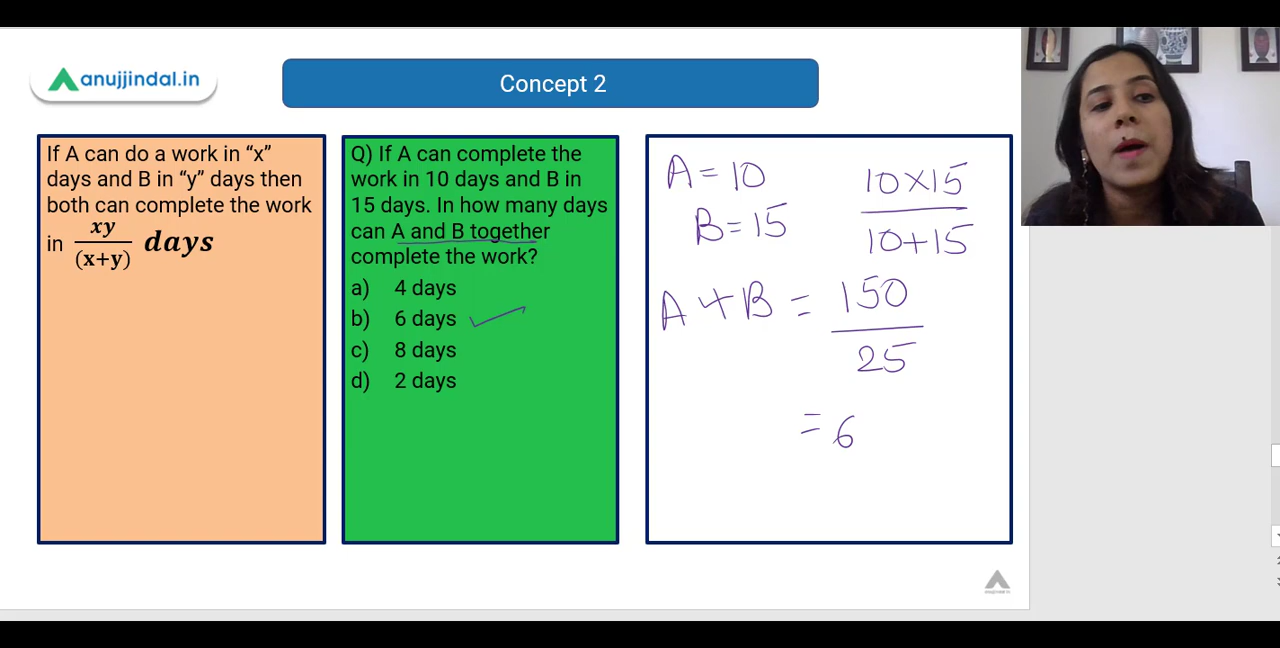 anujjindal.in
Concept 2
If A can do a work in “x”
days and B in “y” days then
both can complete the work
in xy/(x+y) days
Q) If A can complete the
work in 10 days and B in
15 days. In how many days
can A and B together
complete the work?
a) 4 days
b) 6 days
c) 8 days
d) 2 days
A = 10
B = 15
10×15
10+15
A + B = 150
25
= 6